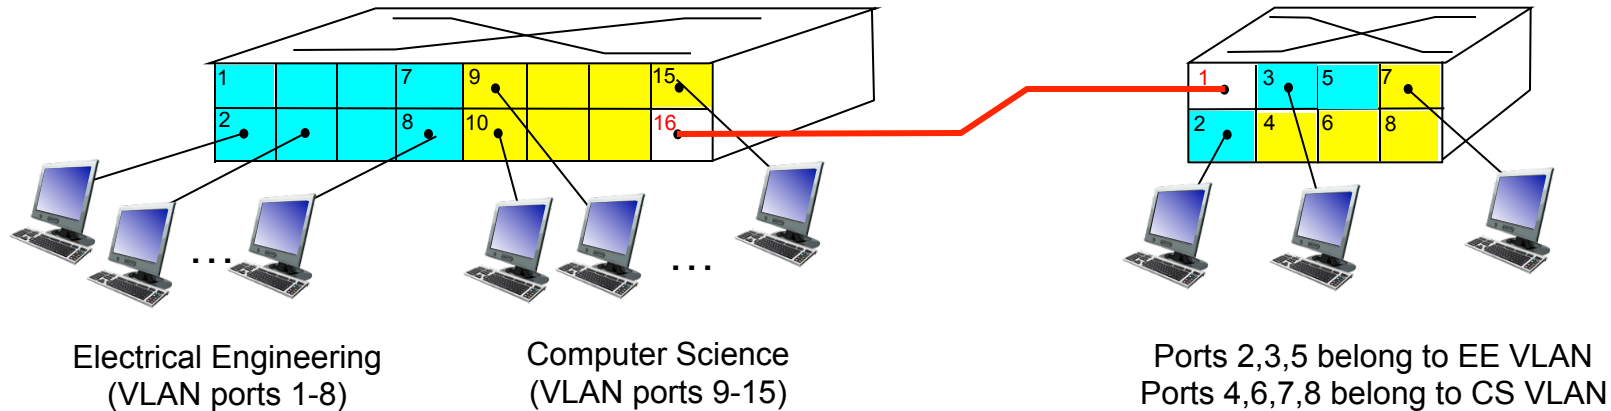 1 7 9 15
2 8 10 16
1 3 5 7
2 4 6 8
... ...
Electrical Engineering
(VLAN ports 1-8)
Computer Science
(VLAN ports 9-15)
Ports 2,3,5 belong to EE VLAN
Ports 4,6,7,8 belong to CS VLAN